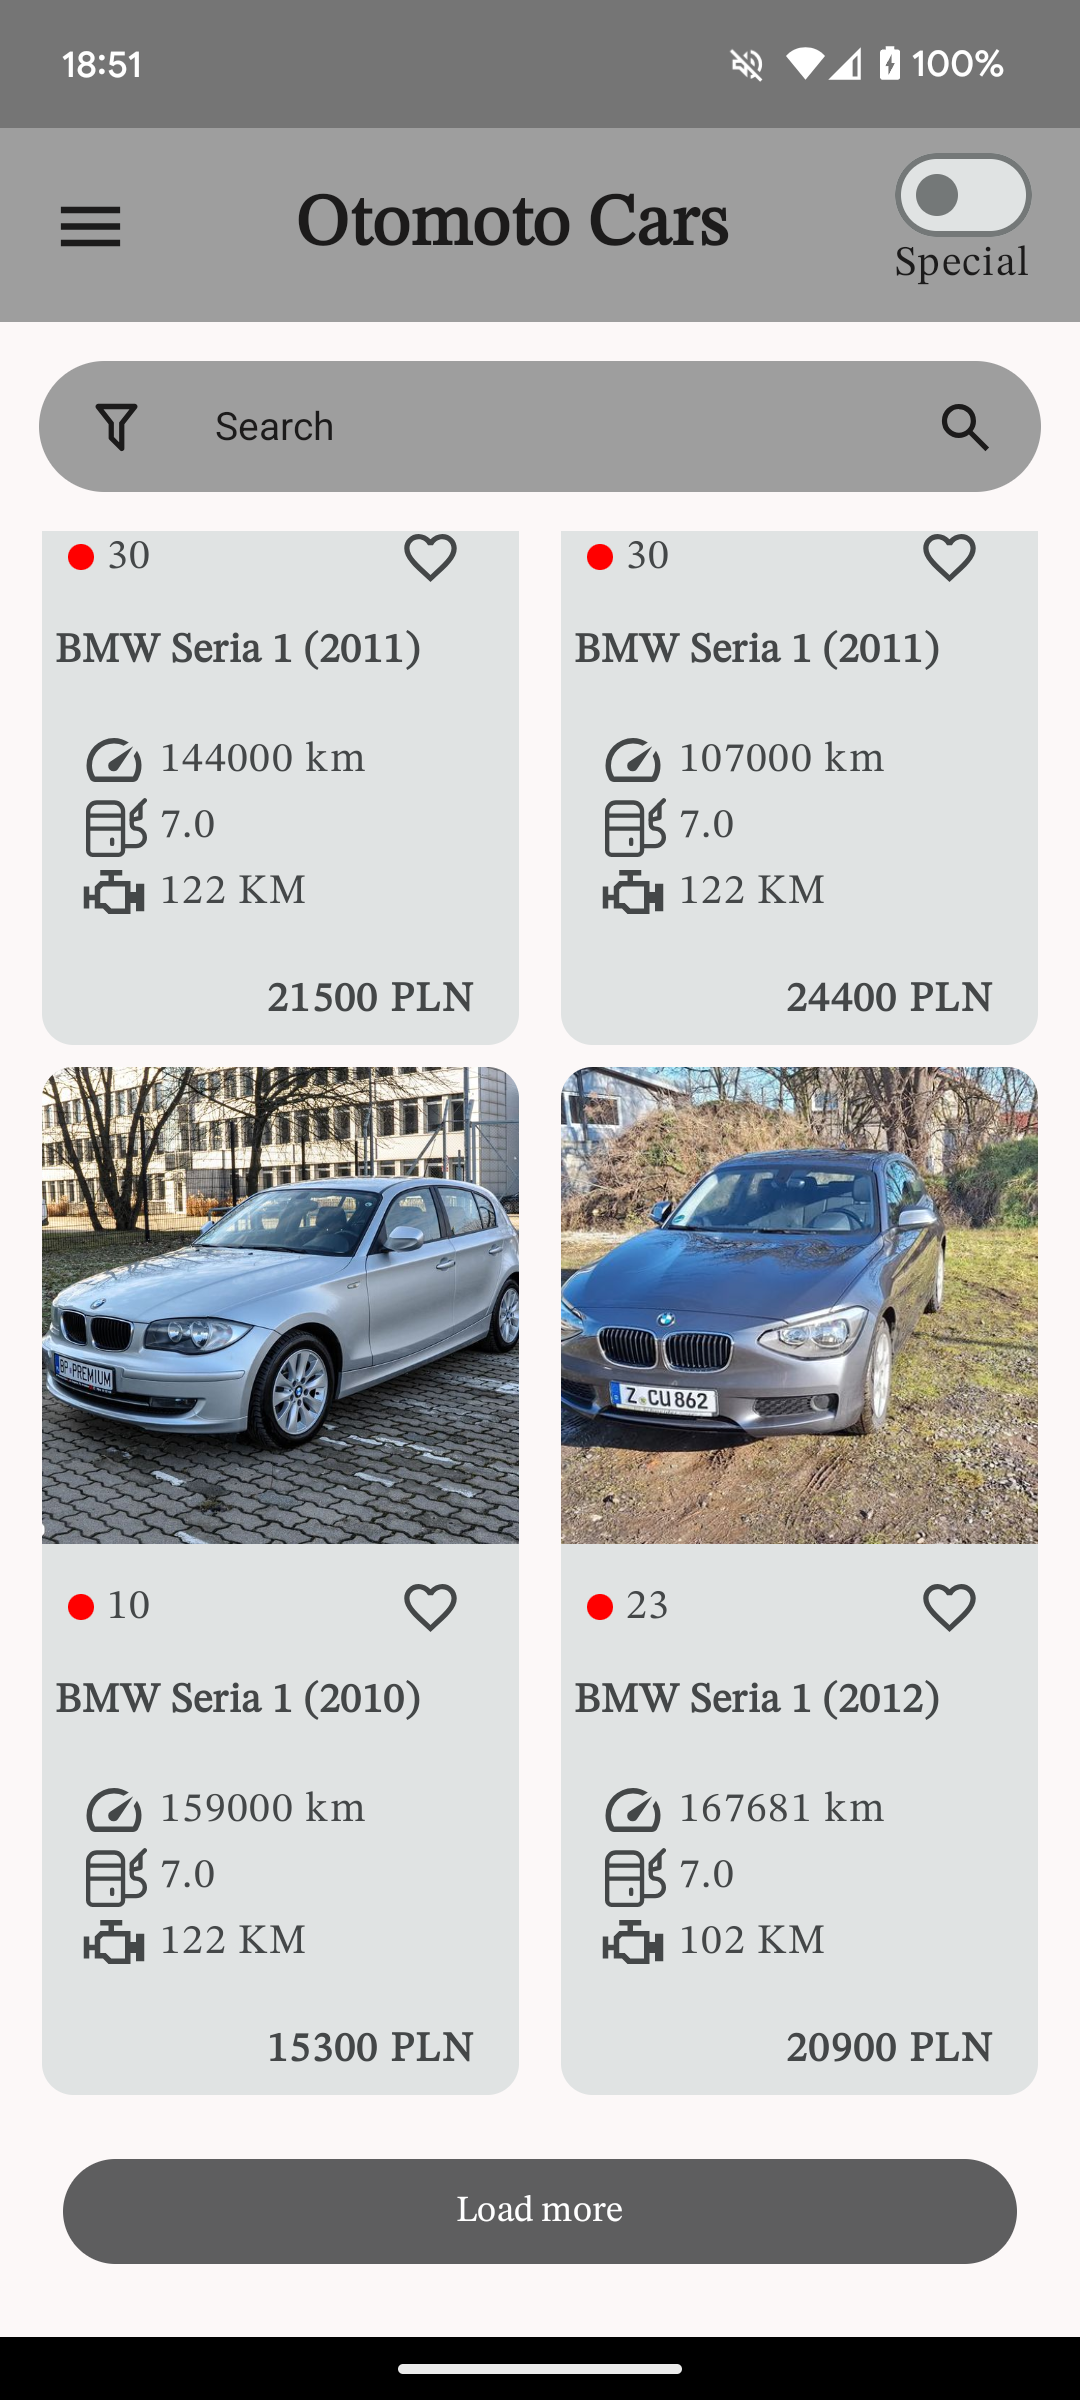 18:51
100%
Otomoto Cars
Special
Search
30
BMW Seria 1 (2011)
144000 km
7.0
122 KM
21500 PLN
30
BMW Seria 1 (2011)
107000 km
7.0
122 KM
24400 PLN
BP PREMIUM
10
BMW Seria 1 (2010)
159000 km
7.0
122 KM
15300 PLN
Z CU 862
23
BMW Seria 1 (2012)
167681 km
7.0
102 KM
20900 PLN
Load more